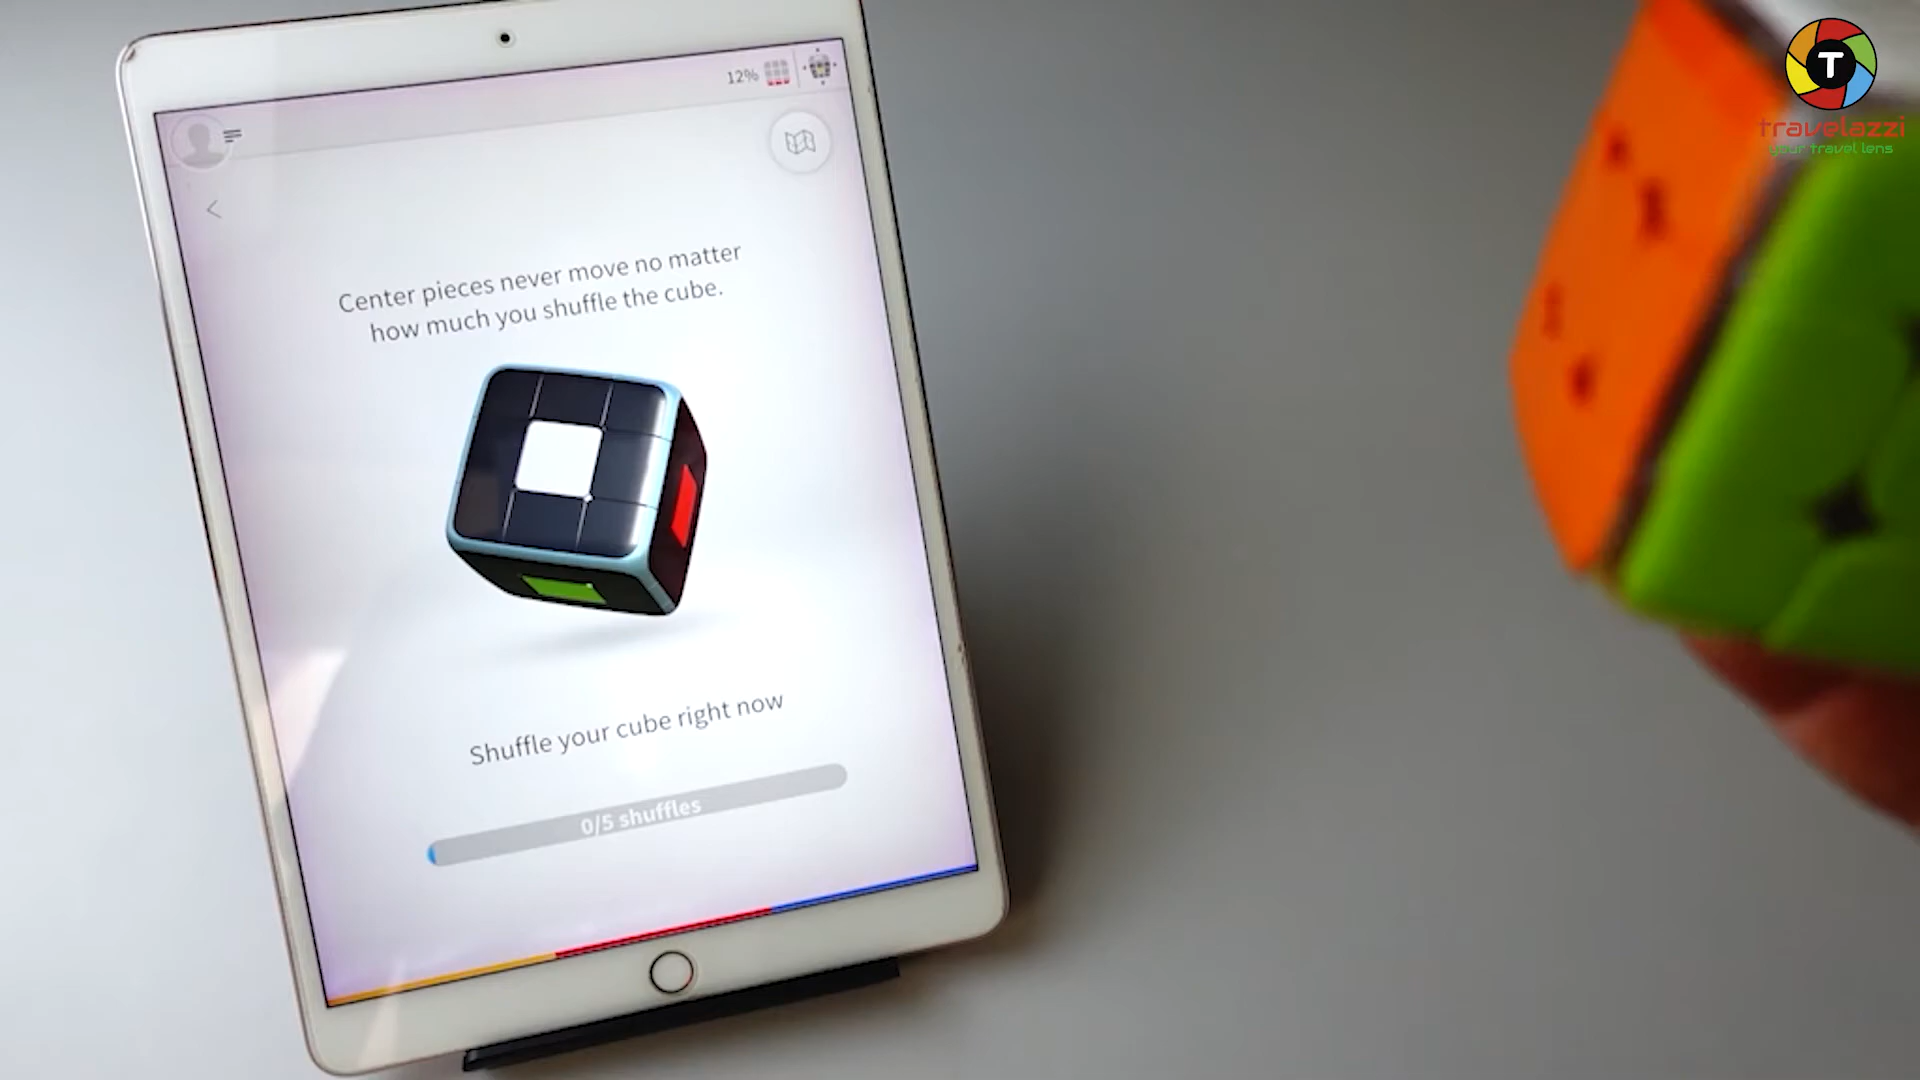 12%
Center pieces never move no matter
how much you shuffle the cube.
Shuffle your cube right now
0/5 shuffles
T
travelazzi
your travel lens